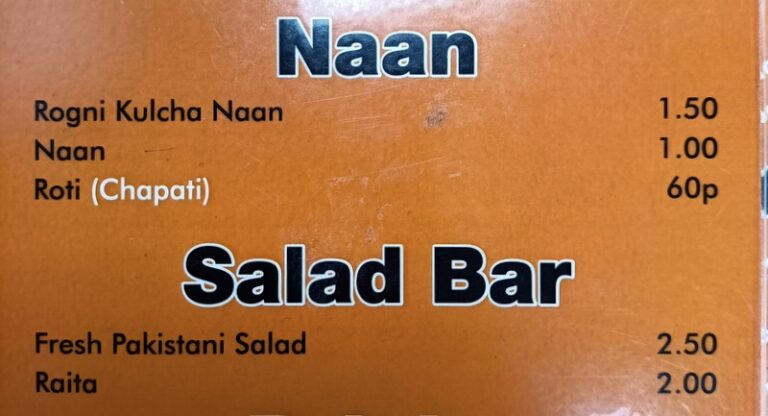 Naan
Rogni Kulcha Naan 1.50
Naan 1.00
Roti (Chapati) 60p
Salad Bar
Fresh Pakistani Salad 2.50
Raita 2.00